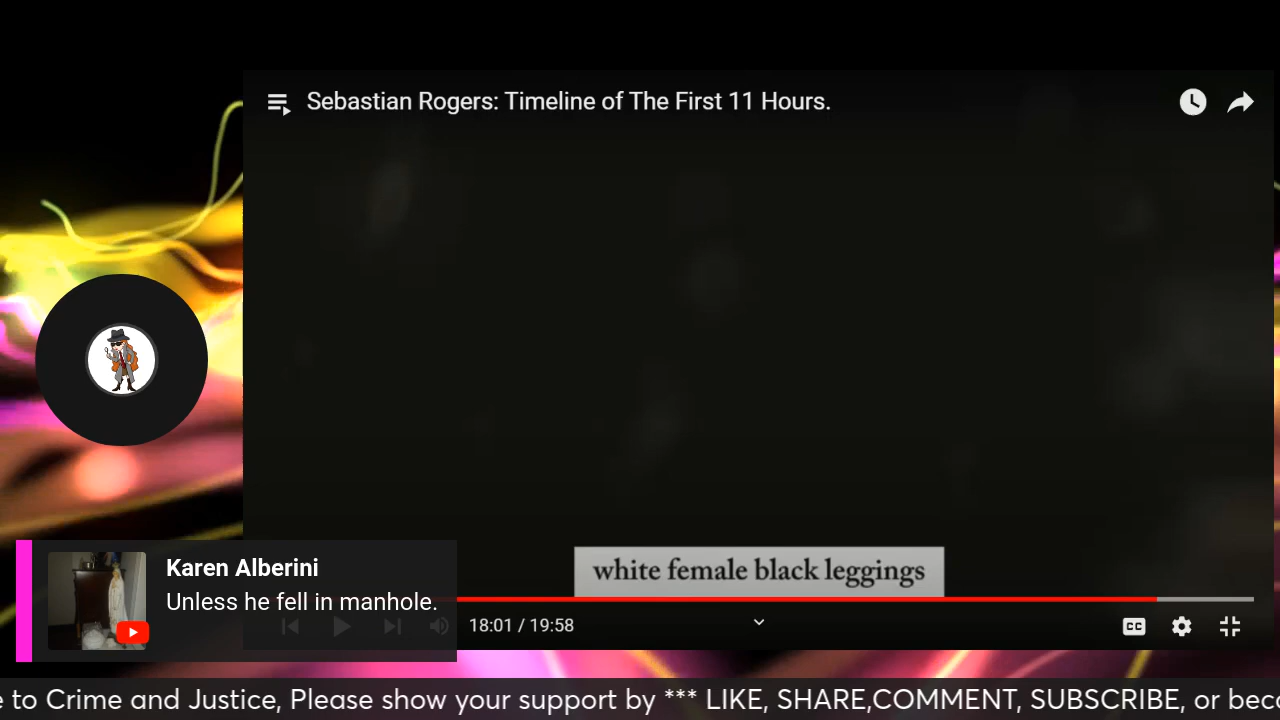 Sebastian Rogers: Timeline of The First 11 Hours.
white female black leggings
Karen Alberini
Unless he fell in manhole.
18:01 / 19:58
CC
e to Crime and Justice, Please show your support by *** LIKE, SHARE,COMMENT, SUBSCRIBE, or bec